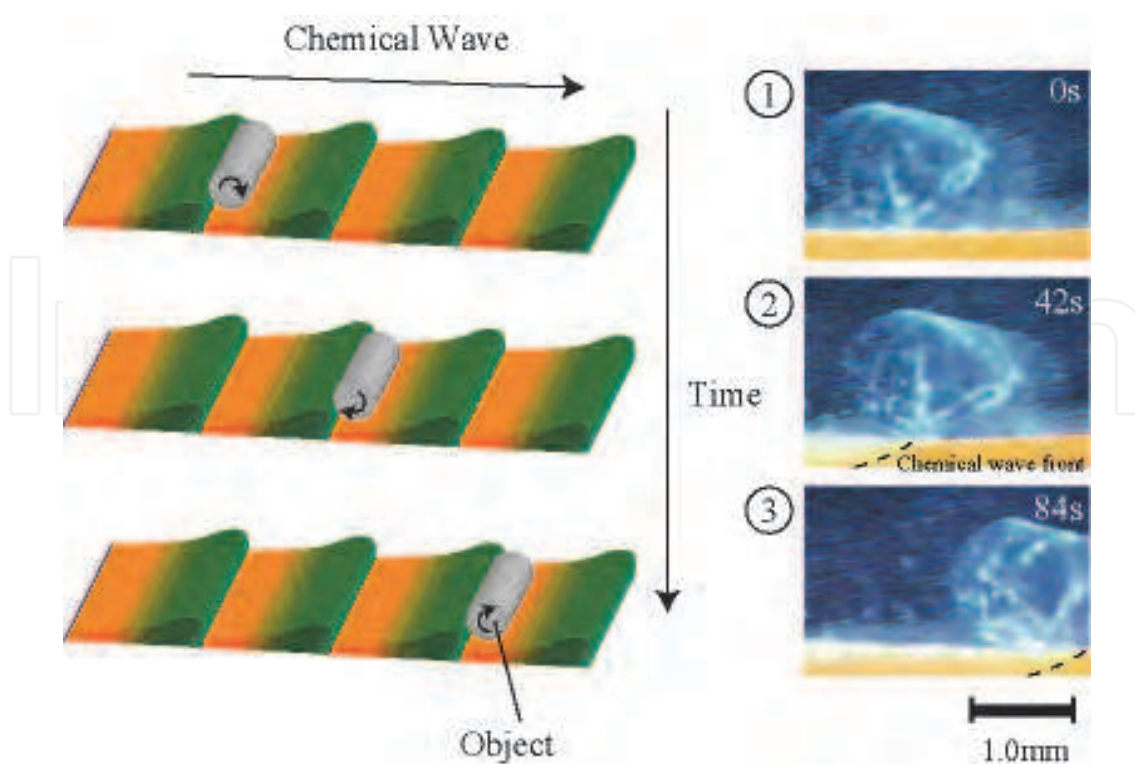 Chemical Wave
Time
Object
1
0s
2
42s
Chemical wave front
3
84s
1.0mm